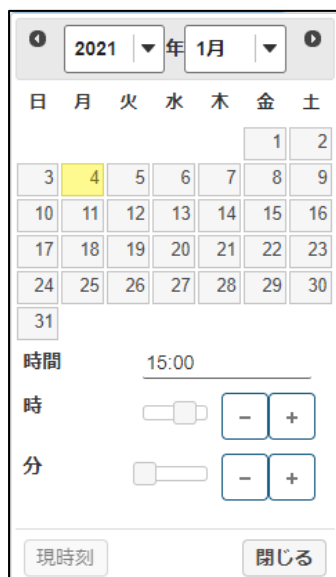 2021 年 1月
日 月 火 水 木 金 土
1 2
3 4 5 6 7 8 9
10 11 12 13 14 15 16
17 18 19 20 21 22 23
24 25 26 27 28 29 30
31
時間 15:00
時 - +
分 - +
現時刻 閉じる